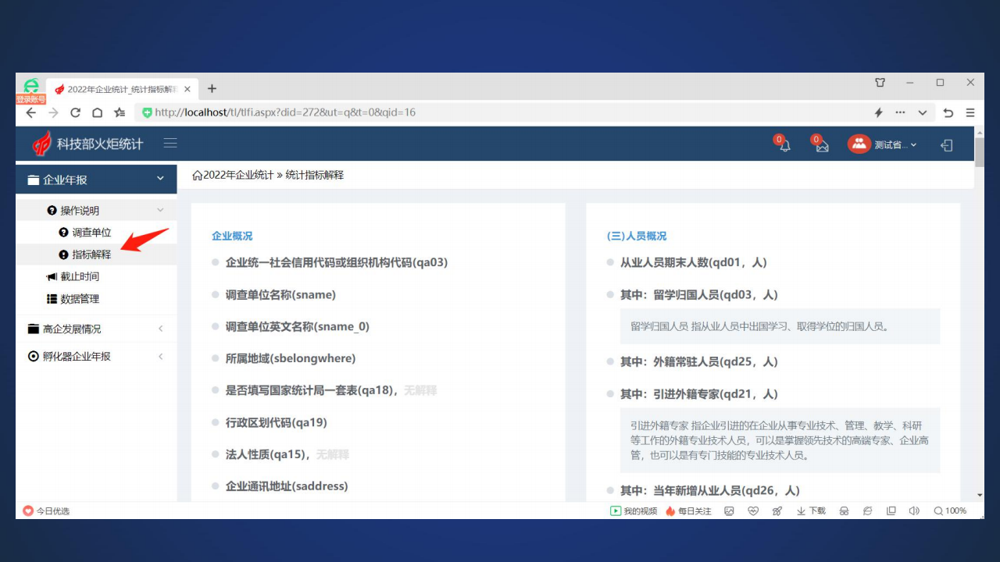 登录账号
2022年企业统计_统计指标解
http://localhost/tl/tlfi.aspx?did=272&ut=q&t=0&qid=16
科技部火炬统计
0
0
测试省...
企业年报
操作说明
调查单位
指标解释
截止时间
数据管理
高企发展情况
孵化器企业年报
2022年企业统计 » 统计指标解释
企业概况
企业统一社会信用代码或组织机构代码(qa03)
调查单位名称(sname)
调查单位英文名称(sname_0)
所属地域(sbelongwhere)
是否填写国家统计局一套表(qa18)，无解释
行政区划代码(qa19)
法人性质(qa15)，无解释
企业通讯地址(saddress)
(三)人员概况
从业人员期末人数(qd01，人)
其中：留学归国人员(qd03，人)
留学归国人员 指从业人员中出国学习、取得学位的归国人员。
其中：外籍常驻人员(qd25，人)
其中：引进外籍专家(qd21，人)
引进外籍专家 指企业引进的在企业从事专业技术、管理、教学、科研
等工作的外籍专业技术人员，可以是掌握领先技术的高端专家、企业高
管，也可以是有专门技能的专业技术人员。
其中：当年新增从业人员(qd26，人)
今日优选
我的视频
每日关注
下载
100%